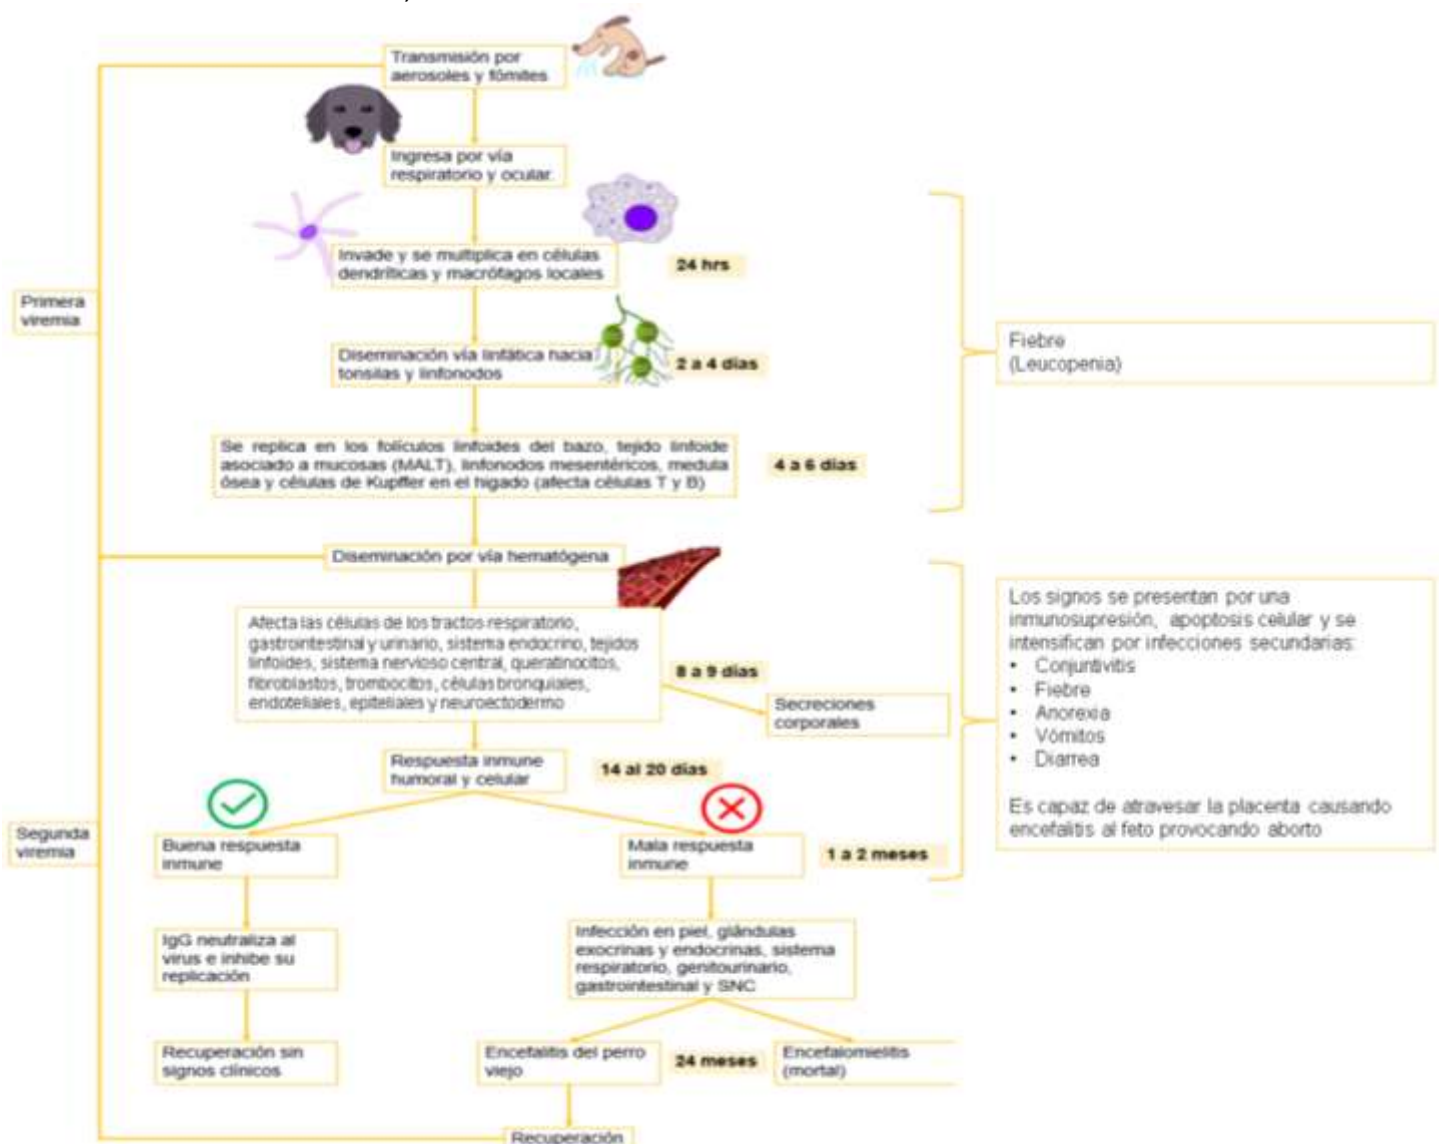 Transmisión por
aerosoles y fómites
Ingresa por vía
respiratorio y ocular.
Invade y se multiplica en células
dendríticas y macrófagos locales
24 hrs
Primera
viremia
Diseminación vía linfática hacia
tonsilas y linfonodos
2 a 4 días
Fiebre
(Leucopenia)
Se replica en los folículos linfoides del bazo, tejido linfoide
asociado a mucosas (MALT), linfonodos mesentéricos, medula
ósea y células de Kupffer en el hígado (afecta células T y B)
4 a 6 días
Diseminación por vía hematógena
Afecta las células de los tractos respiratorio,
gastrointestinal y urinario, sistema endocrino, tejidos
linfoides, sistema nervioso central, queratinocitos,
fibroblastos, trombocitos, células bronquiales,
endoteliales, epiteliales y neuroectodermo
8 a 9 días
Secreciones
corporales
Los signos se presentan por una
inmunosupresión, apoptosis celular y se
intensifican por infecciones secundarias:
• Conjuntivitis
• Fiebre
• Anorexia
• Vómitos
• Diarrea
Es capaz de atravesar la placenta causando
encefalitis al feto provocando aborto
Respuesta inmune
humoral y celular
14 al 20 días
Segunda
viremia
Buena respuesta
inmune
Mala respuesta
inmune
1 a 2 meses
IgG neutraliza al
virus e inhibe su
replicación
Infección en piel, glándulas
exocrinas y endocrinas, sistema
respiratorio, genitourinario,
gastrointestinal y SNC
Recuperación sin
signos clínicos
Encefalitis del perro
viejo
24 meses
Encefalomielitis
(mortal)
Recuperación